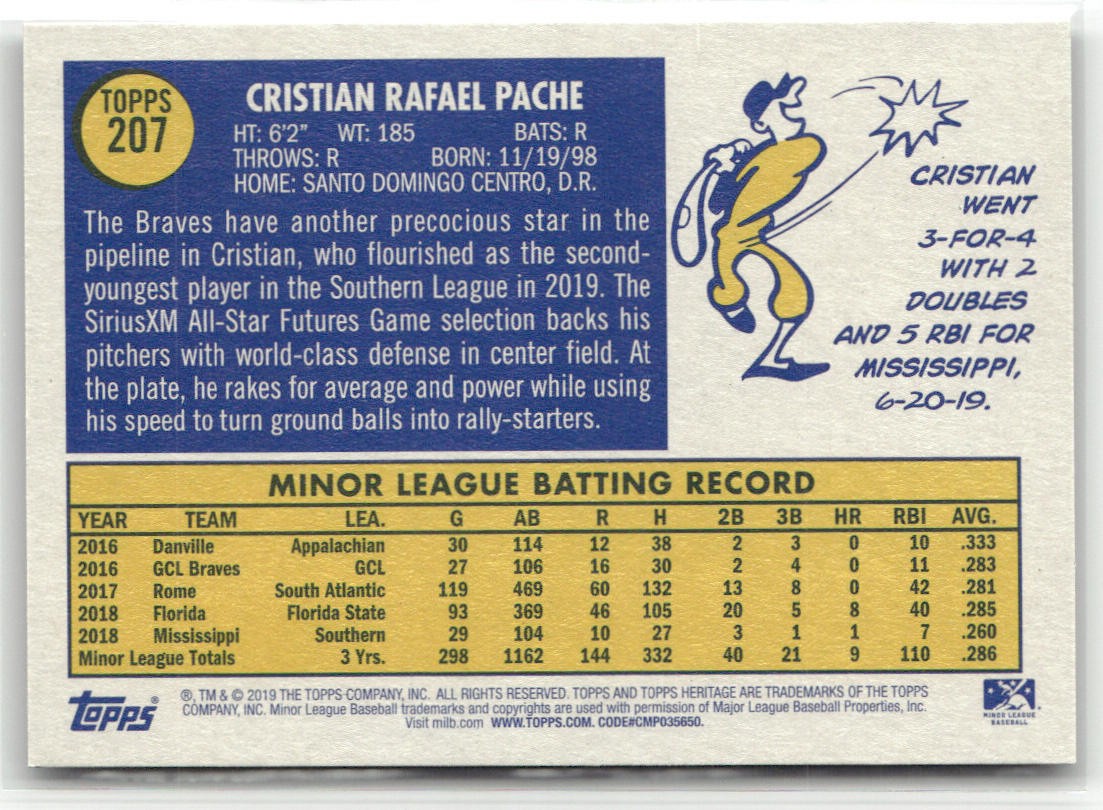 TOPPS
207
CRISTIAN RAFAEL PACHE
HT: 6'2" WT: 185 BATS: R
THROWS: R BORN: 11/19/98
HOME: SANTO DOMINGO CENTRO, D.R.
The Braves have another precocious star in the
pipeline in Cristian, who flourished as the second-
youngest player in the Southern League in 2019. The
SiriusXM All-Star Futures Game selection backs his
pitchers with world-class defense in center field. At
the plate, he rakes for average and power while using
his speed to turn ground balls into rally-starters.
CRISTIAN
WENT
3-FOR-4
WITH 2
DOUBLES
AND 5 RBI FOR
MISSISSIPPI,
6-20-19.
MINOR LEAGUE BATTING RECORD
YEAR TEAM LEA. G AB R H 2B 3B HR RBI AVG.
2016 Danville Appalachian 30 114 12 38 2 3 0 10 .333
2016 GCL Braves GCL 27 106 16 30 2 4 0 11 .283
2017 Rome South Atlantic 119 469 60 132 13 8 0 42 .281
2018 Florida Florida State 93 369 46 105 20 5 8 40 .285
2018 Mississippi Southern 29 104 10 27 3 1 1 7 .260
Minor League Totals 3 Yrs. 298 1162 144 332 40 21 9 110 .286
topps®
®, TM & © 2019 THE TOPPS COMPANY, INC. ALL RIGHTS RESERVED. TOPPS AND TOPPS HERITAGE ARE TRADEMARKS OF THE TOPPS
COMPANY, INC. Minor League Baseball trademarks and copyrights are used with permission of Major League Baseball Properties, Inc.
Visit milb.com WWW.TOPPS.COM. CODE#CMP035650.
MINOR LEAGUE
BASEBALL